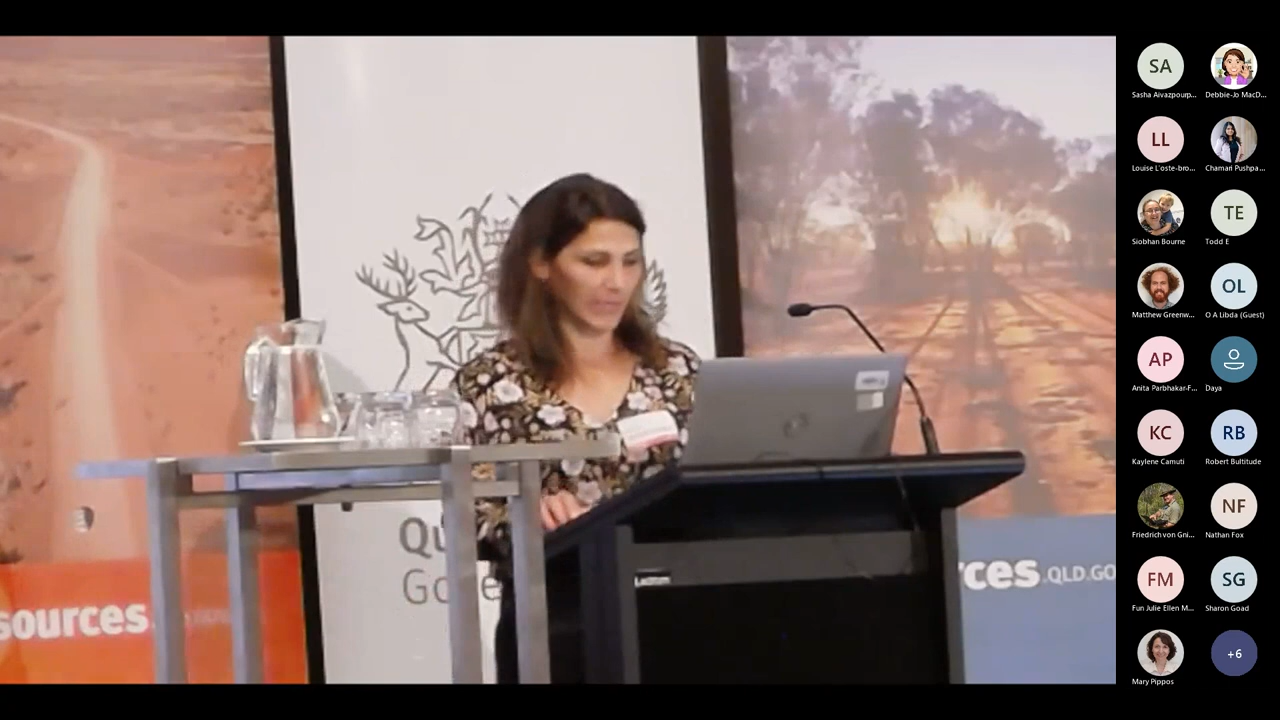 sources.
Qu
Gove
rces.QLD.GO
SA
Sasha Aivazpourp...
Debbie-Jo MacD...
LL
Louise L'oste-bro...
Chamari Pushpa...
Siobhan Bourne
TE
Todd E
Matthew Greenw...
OL
O A Libda (Guest)
AP
Anita Parbhakar-F...
Daya
KC
Kaylene Camuti
RB
Robert Bultitude
Friedrich von Gni...
NF
Nathan Fox
FM
Fun Julie Ellen M...
SG
Sharon Goad
Mary Pippos
+6